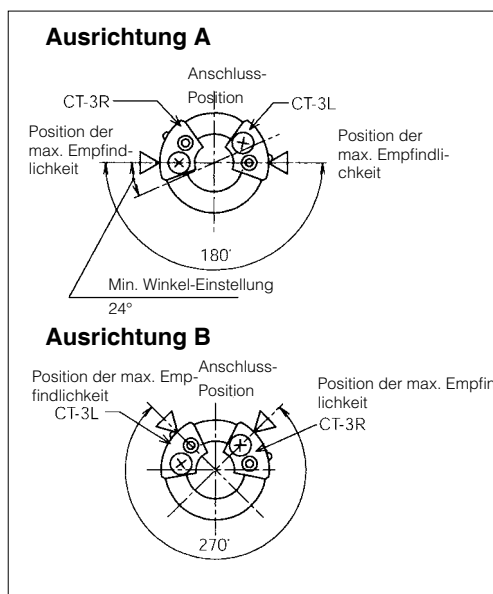 Ausrichtung A
Anschluss-
Position
CT-3R
CT-3L
Position der
max. Empfind-
lichkeit
Position der
max. Empfindli-
chkeit
180°
Min. Winkel-Einstellung
24°
Ausrichtung B
Position der max. Emp-
findlichkeit
CT-3L
Anschluss-
Position
Position der max. Empfin
lichkeit
CT-3R
270°